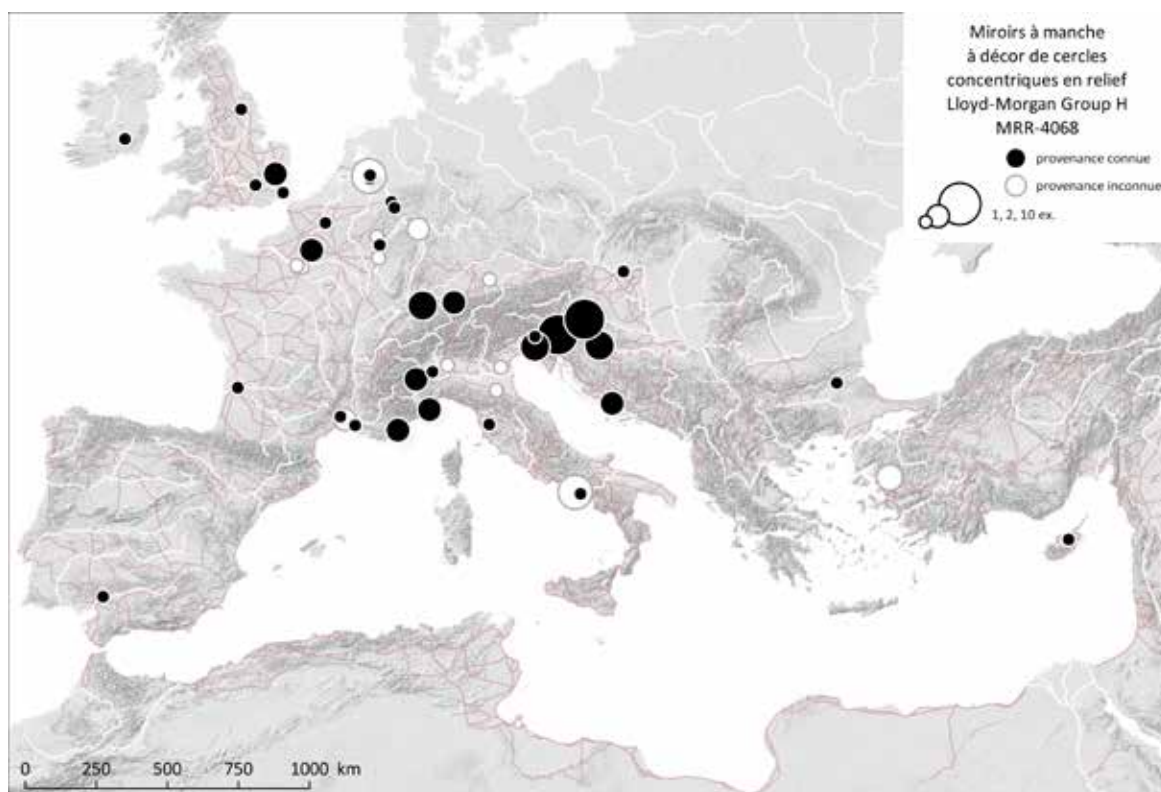 Miroirs à manche
à décor de cercles
concentriques en relief
Lloyd-Morgan Group H
MRR-4068
provenance connue
provenance inconnue
1, 2, 10 ex.
0 250 500 750 1000 km